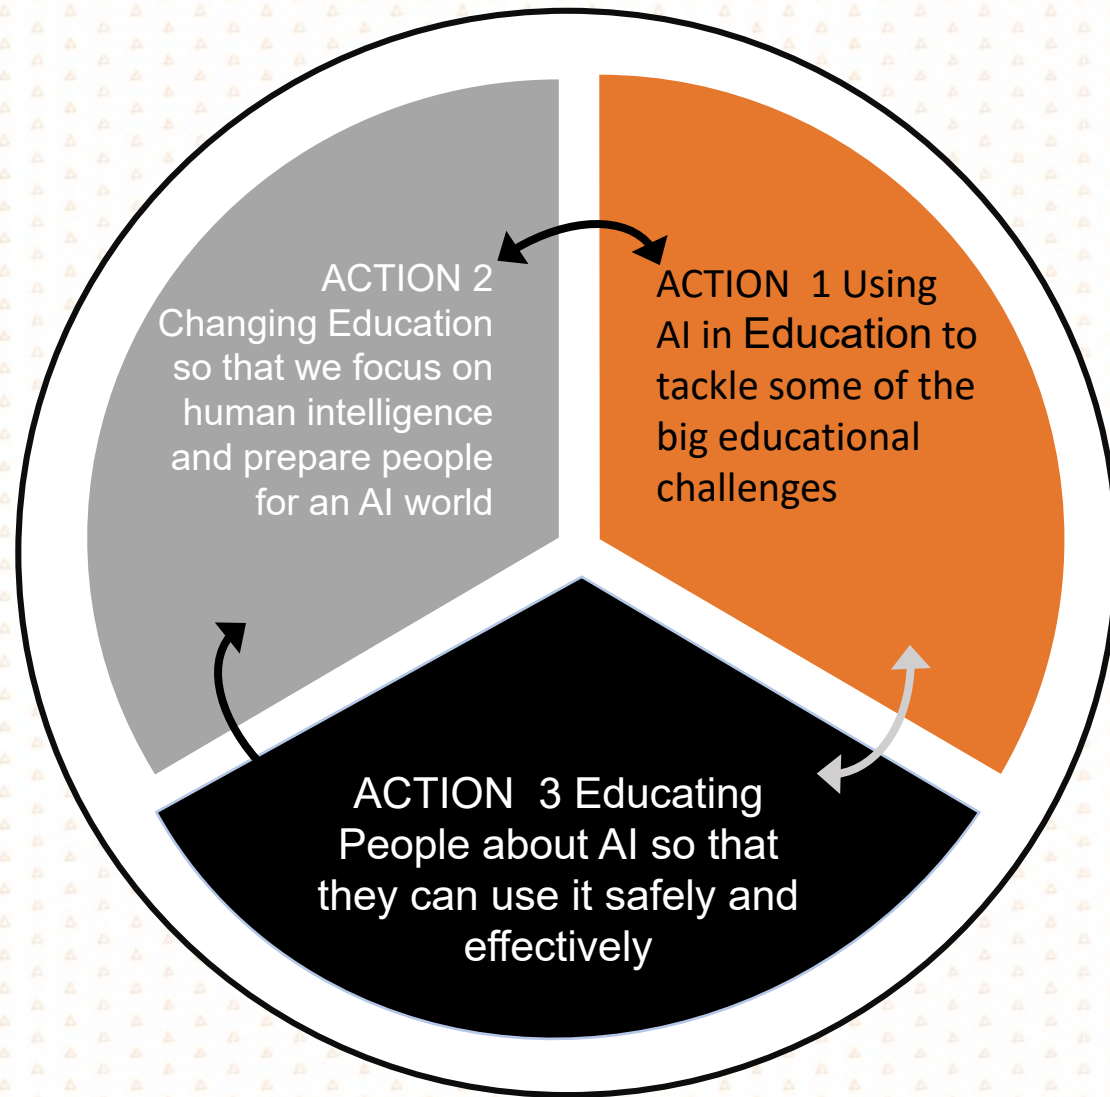 ACTION 2
Changing Education
so that we focus on
human intelligence
and prepare people
for an AI world
ACTION 1 Using
AI in Education to
tackle some of the
big educational
challenges
ACTION 3 Educating
People about AI so that
they can use it safely and
effectively